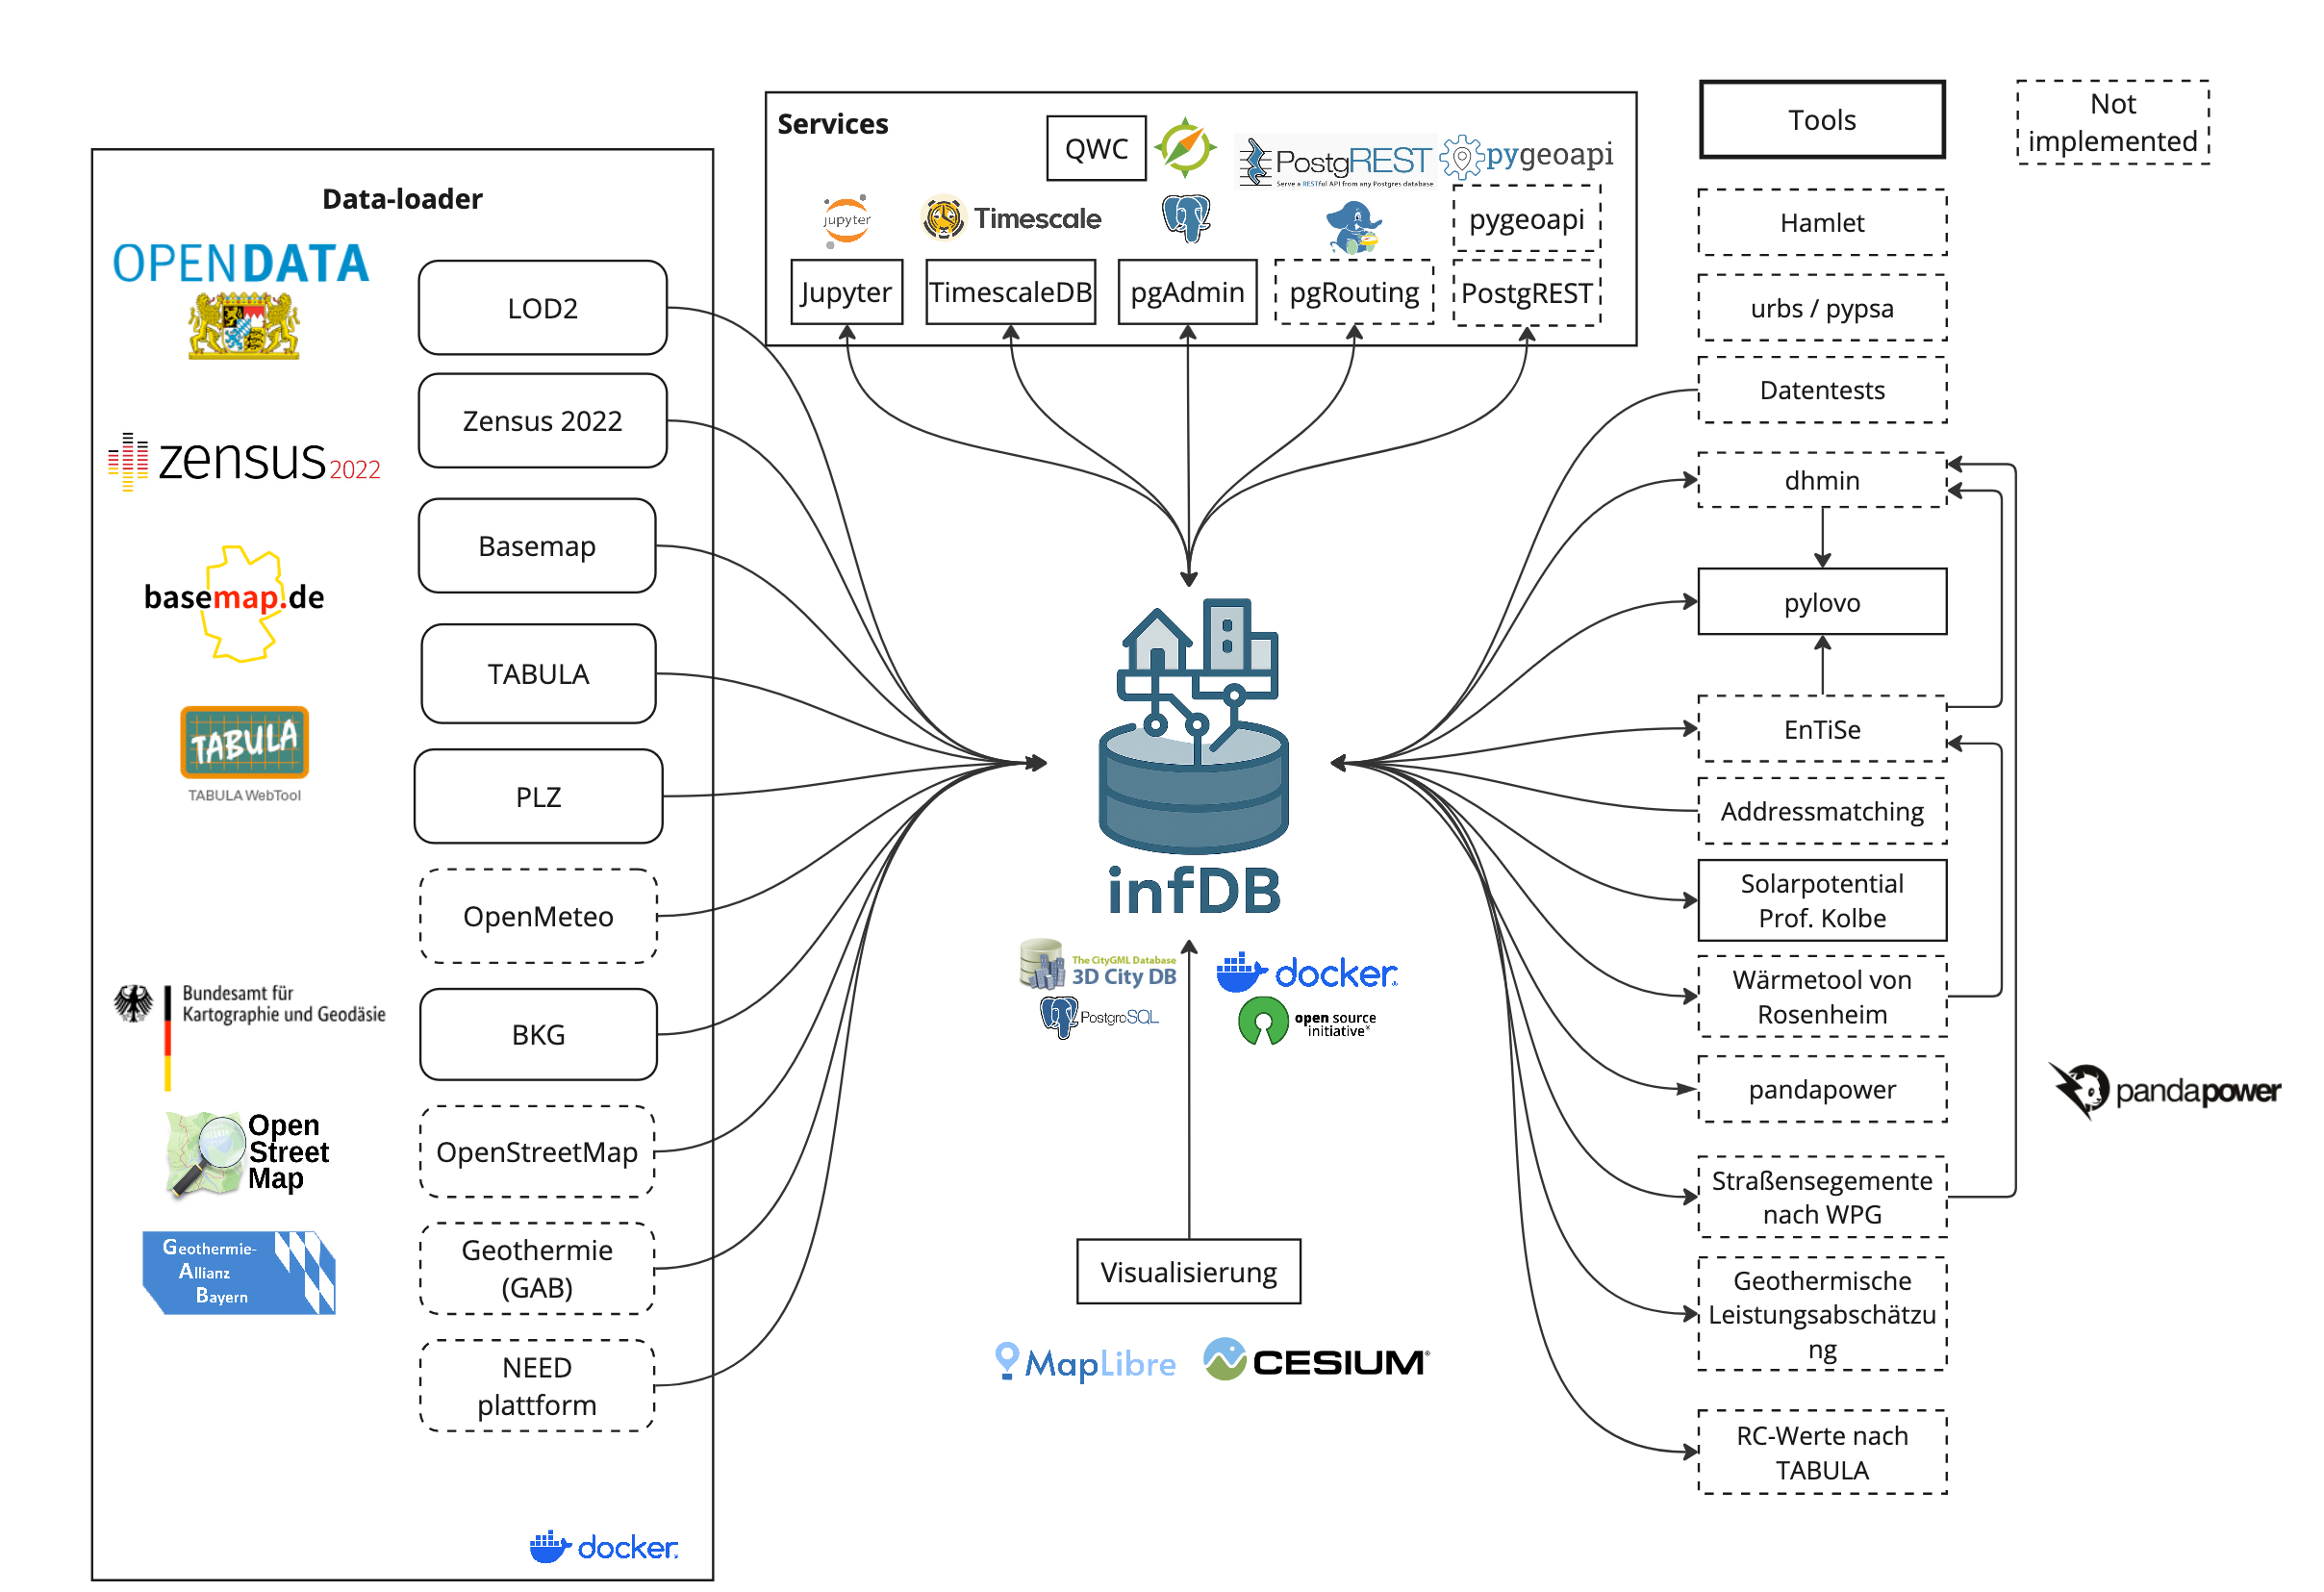 Data-loader
OPENDATA
LOD2
Zensus 2022
zensus2022
Basemap
basemap.de
TABULA
TABULA
TABULA WebTool
PLZ
OpenMeteo
Bundesamt für
Kartographie und Geodäsie
BKG
Open
Street
Map
OpenStreetMap
Geothermie-
Allianz
Bayern
Geothermie
(GAB)
NEED
plattform
docker
Services
QWC
PostgREST
Serve a RESTful API from any Postgres database
pygeoapi
jupyter
Timescale
pygeoapi
Jupyter
TimescaleDB
pgAdmin
pgRouting
PostgREST
infDB
The CityGML Database
3D City DB
docker
PostgreSQL
open source
initiative®
Visualisierung
MapLibre
CESIUM®
Tools
Not
implemented
Hamlet
urbs / pypsa
Datentests
dhmin
pylovo
EnTiSe
Addressmatching
Solarpotential
Prof. Kolbe
Wärmetool von
Rosenheim
pandapower
pandapower
Straßensegemente
nach WPG
Geothermische
Leistungsabschätzu
ng
RC-Werte nach
TABULA